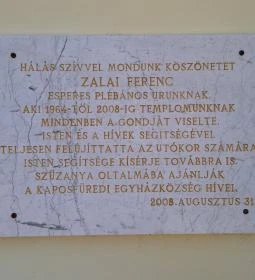 HÁLÁS SZÍVVEL MONDUNK KÖSZÖNETET
ZALAI FERENC
ESPERES PLÉBÁNOS URUNKNAK,
AKI 1964-TŐL 2008-IG TEMPLOMUNKNAK
MINDENBEN A GONDJÁT VISELTE.
ISTEN ÉS A HÍVEK SEGÍTSÉGÉVEL
TELJESEN FELÚJÍTTATTA AZ UTÓKOR SZÁMÁRA.
ISTEN SEGÍTSÉGE KÍSÉRJE TOVÁBBRA IS.
SZŰZANYA OLTALMÁBA AJÁNLJÁK
A KAPOSFÜREDI EGYHÁZKÖZSÉG HÍVEI.
2008. AUGUSZTUS 31